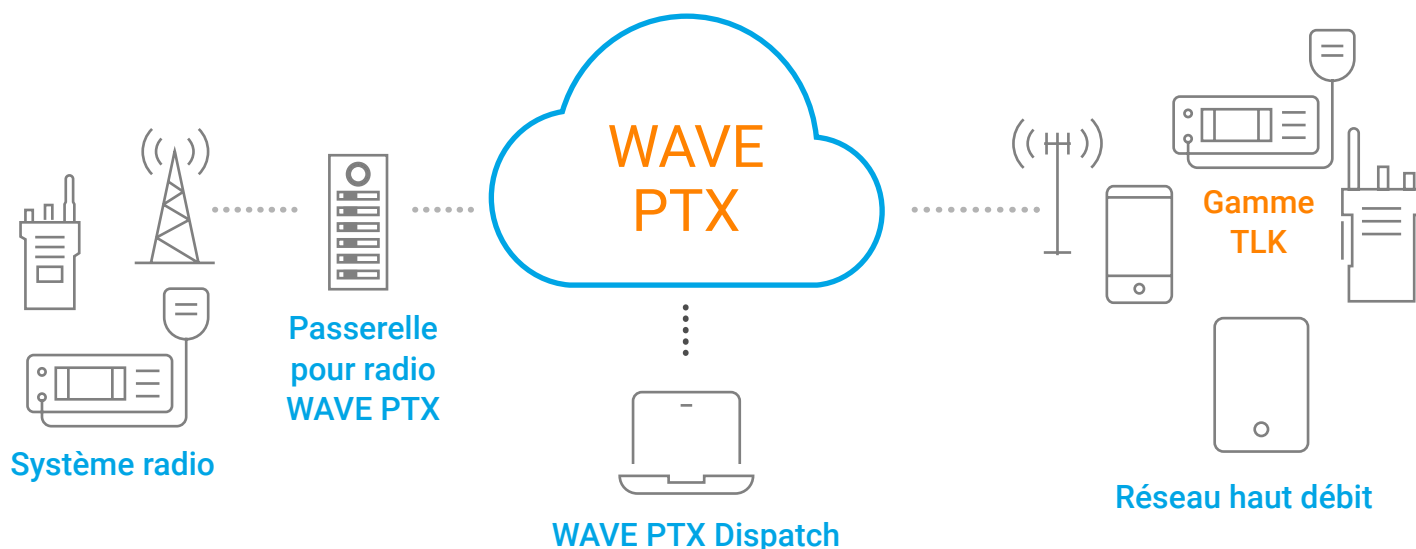 WAVE
PTX
Gamme
TLK
Passerelle
pour radio
WAVE PTX
Système radio
Réseau haut débit
WAVE PTX Dispatch